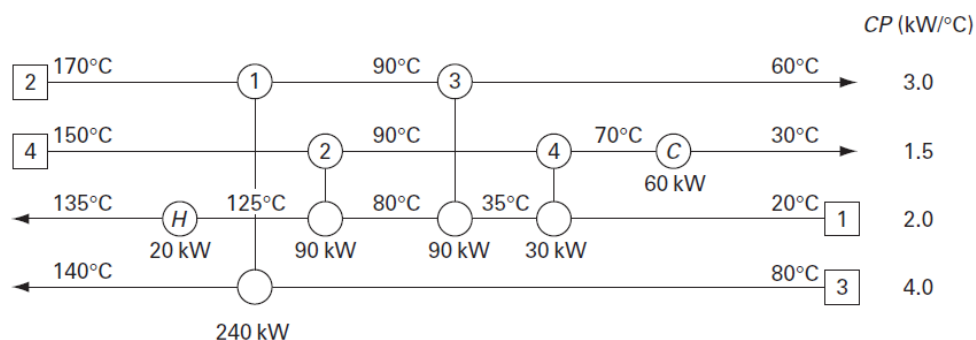 CP (kW/°C)
2 170°C 1 90°C 3 60°C 3.0
4 150°C 2 90°C 4 70°C C 30°C 1.5
60 kW
135°C H 125°C 80°C 35°C 20°C 1 2.0
20 kW 90 kW 90 kW 30 kW
140°C 80°C 3 4.0
240 kW